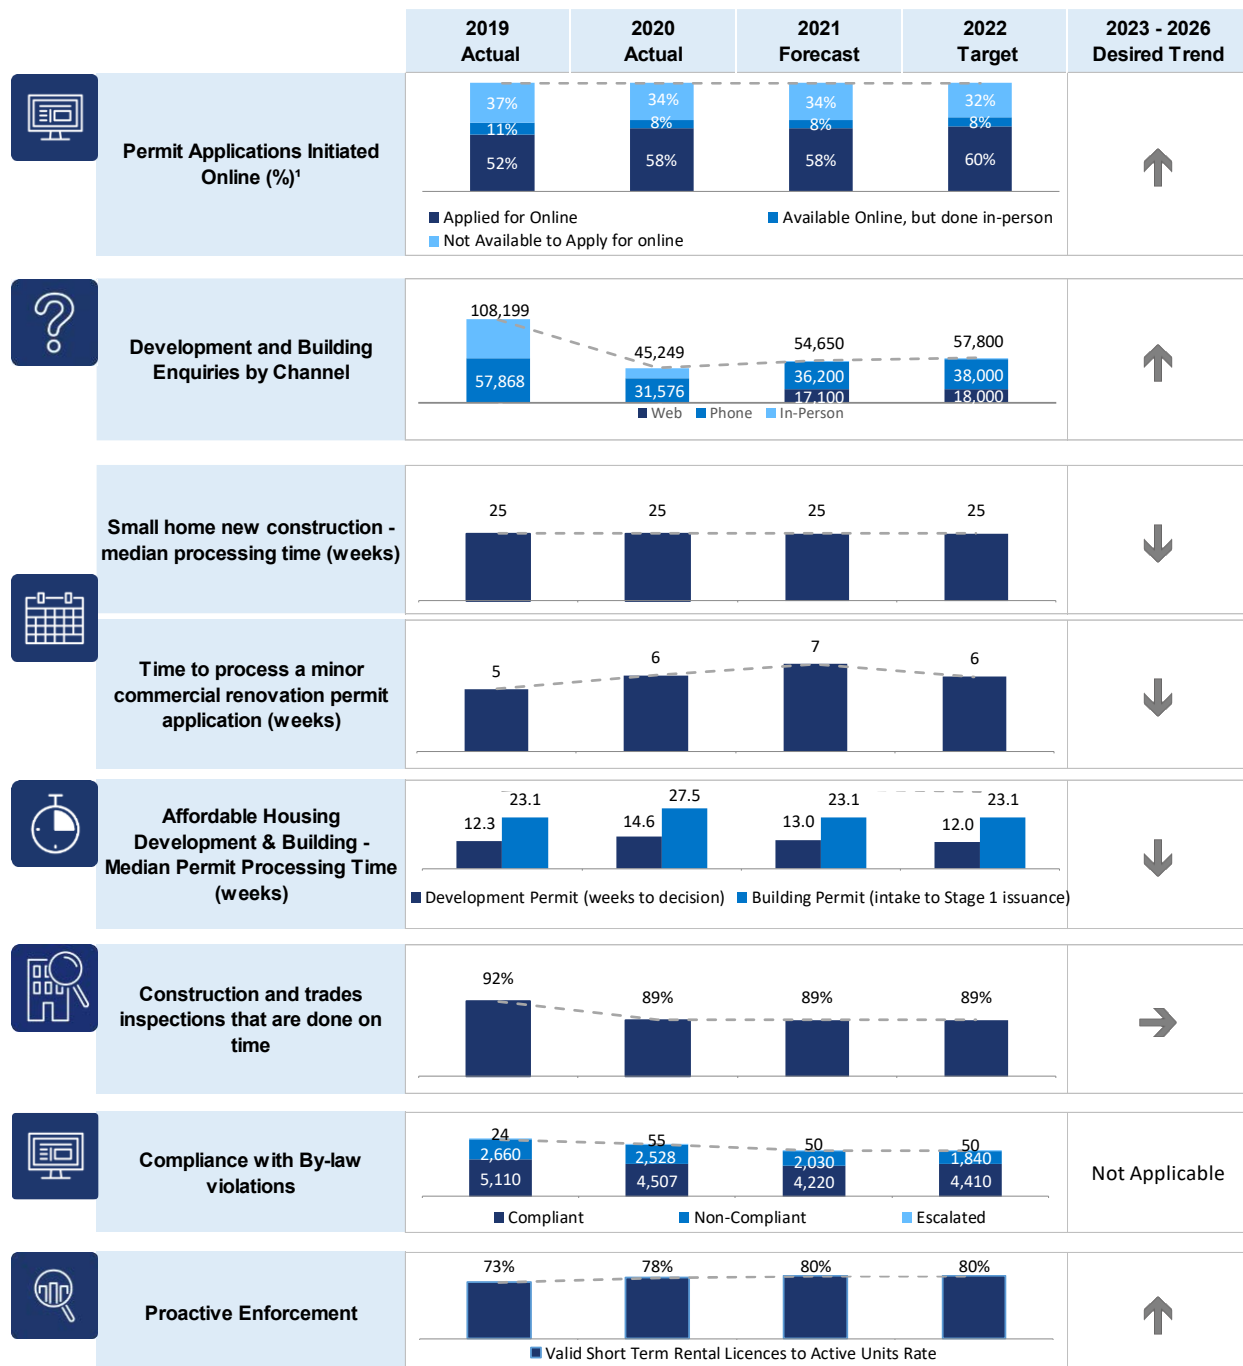 2019 Actual
2020 Actual
2021 Forecast
2022 Target
2023 - 2026 Desired Trend
Permit Applications Initiated
Online (%)¹
37%
34%
34%
32%
11%
8%
8%
8%
52%
58%
58%
60%
Applied for Online
Available Online, but done in-person
Not Available to Apply for online
Development and Building
Enquiries by Channel
108,199
45,249
54,650
57,800
57,868
31,576
36,200
38,000
17,100
18,000
Web
Phone
In-Person
Small home new construction -
median processing time (weeks)
25
25
25
25
Time to process a minor
commercial renovation permit
application (weeks)
5
6
7
6
Affordable Housing
Development & Building -
Median Permit Processing Time
(weeks)
12.3
23.1
14.6
27.5
13.0
23.1
12.0
23.1
Development Permit (weeks to decision)
Building Permit (intake to Stage 1 issuance)
Construction and trades
inspections that are done on
time
92%
89%
89%
89%
Compliance with By-law
violations
24
55
50
50
2,660
2,528
2,030
1,840
5,110
4,507
4,220
4,410
Compliant
Non-Compliant
Escalated
Not Applicable
Proactive Enforcement
73%
78%
80%
80%
Valid Short Term Rental Licences to Active Units Rate